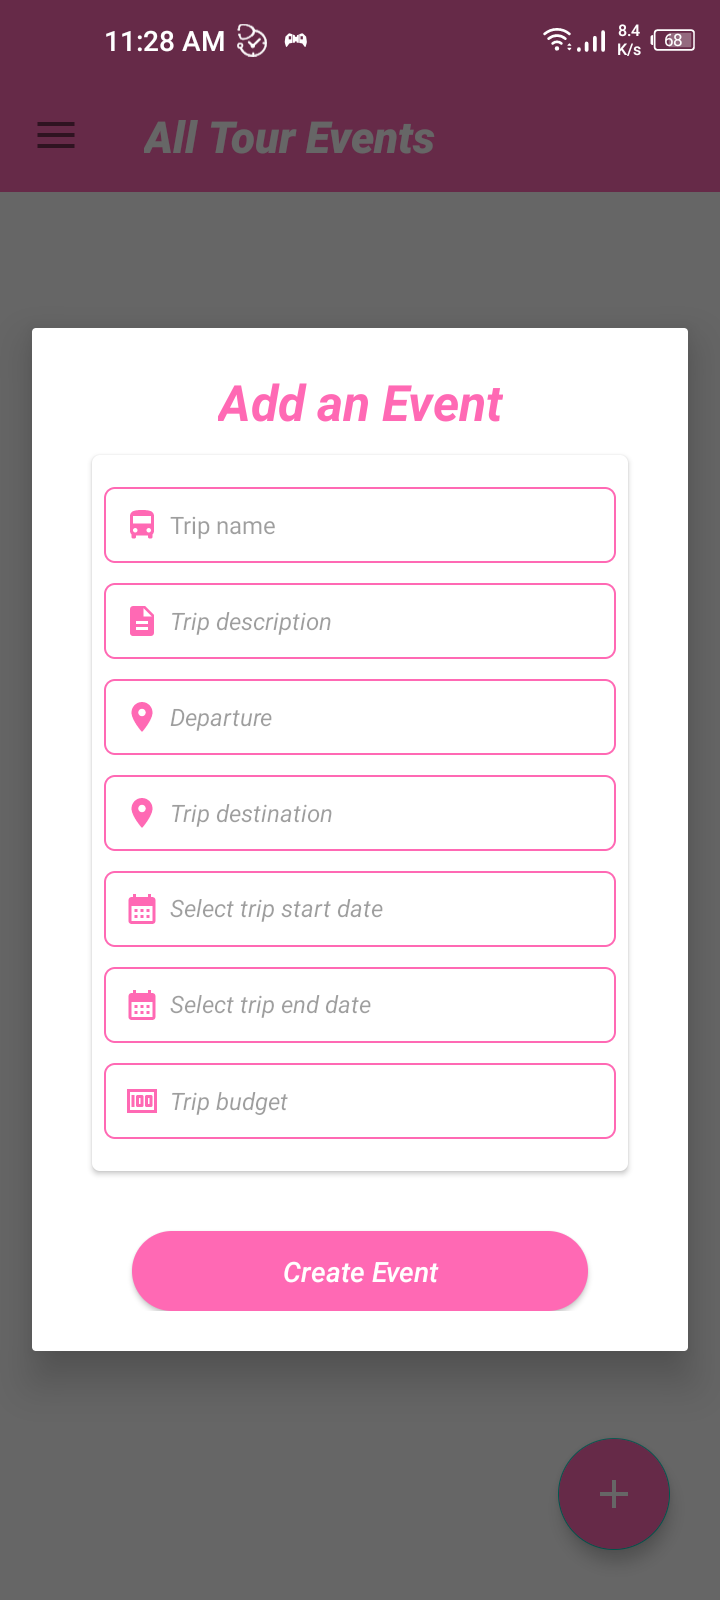 11:28 AM
8.4
K/s
68
All Tour Events
Add an Event
Trip name
Trip description
Departure
Trip destination
Select trip start date
Select trip end date
Trip budget
Create Event